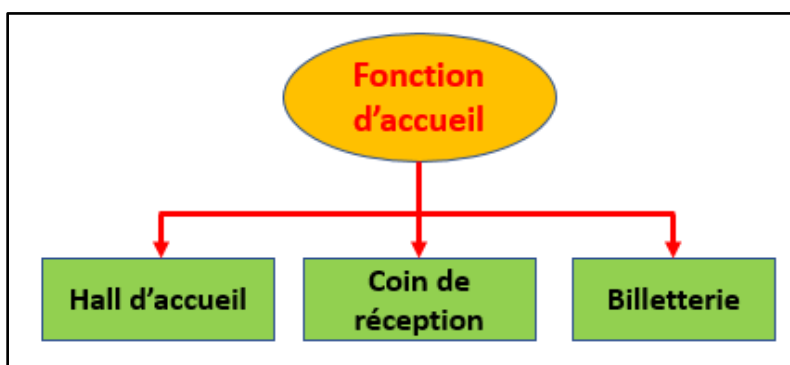 Fonction
d’accueil
Hall d’accueil
Coin de
réception
Billetterie